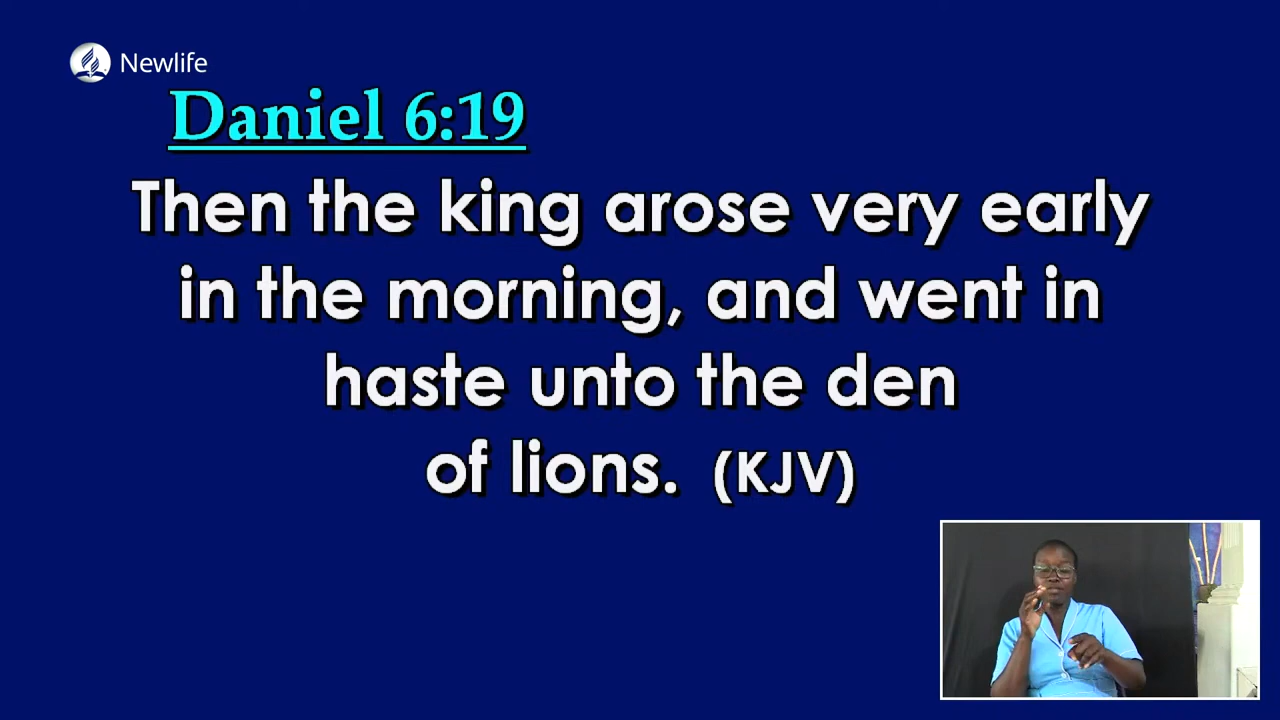 Newlife
Daniel 6:19
Then the king arose very early
in the morning, and went in
haste unto the den
of lions. (KJV)